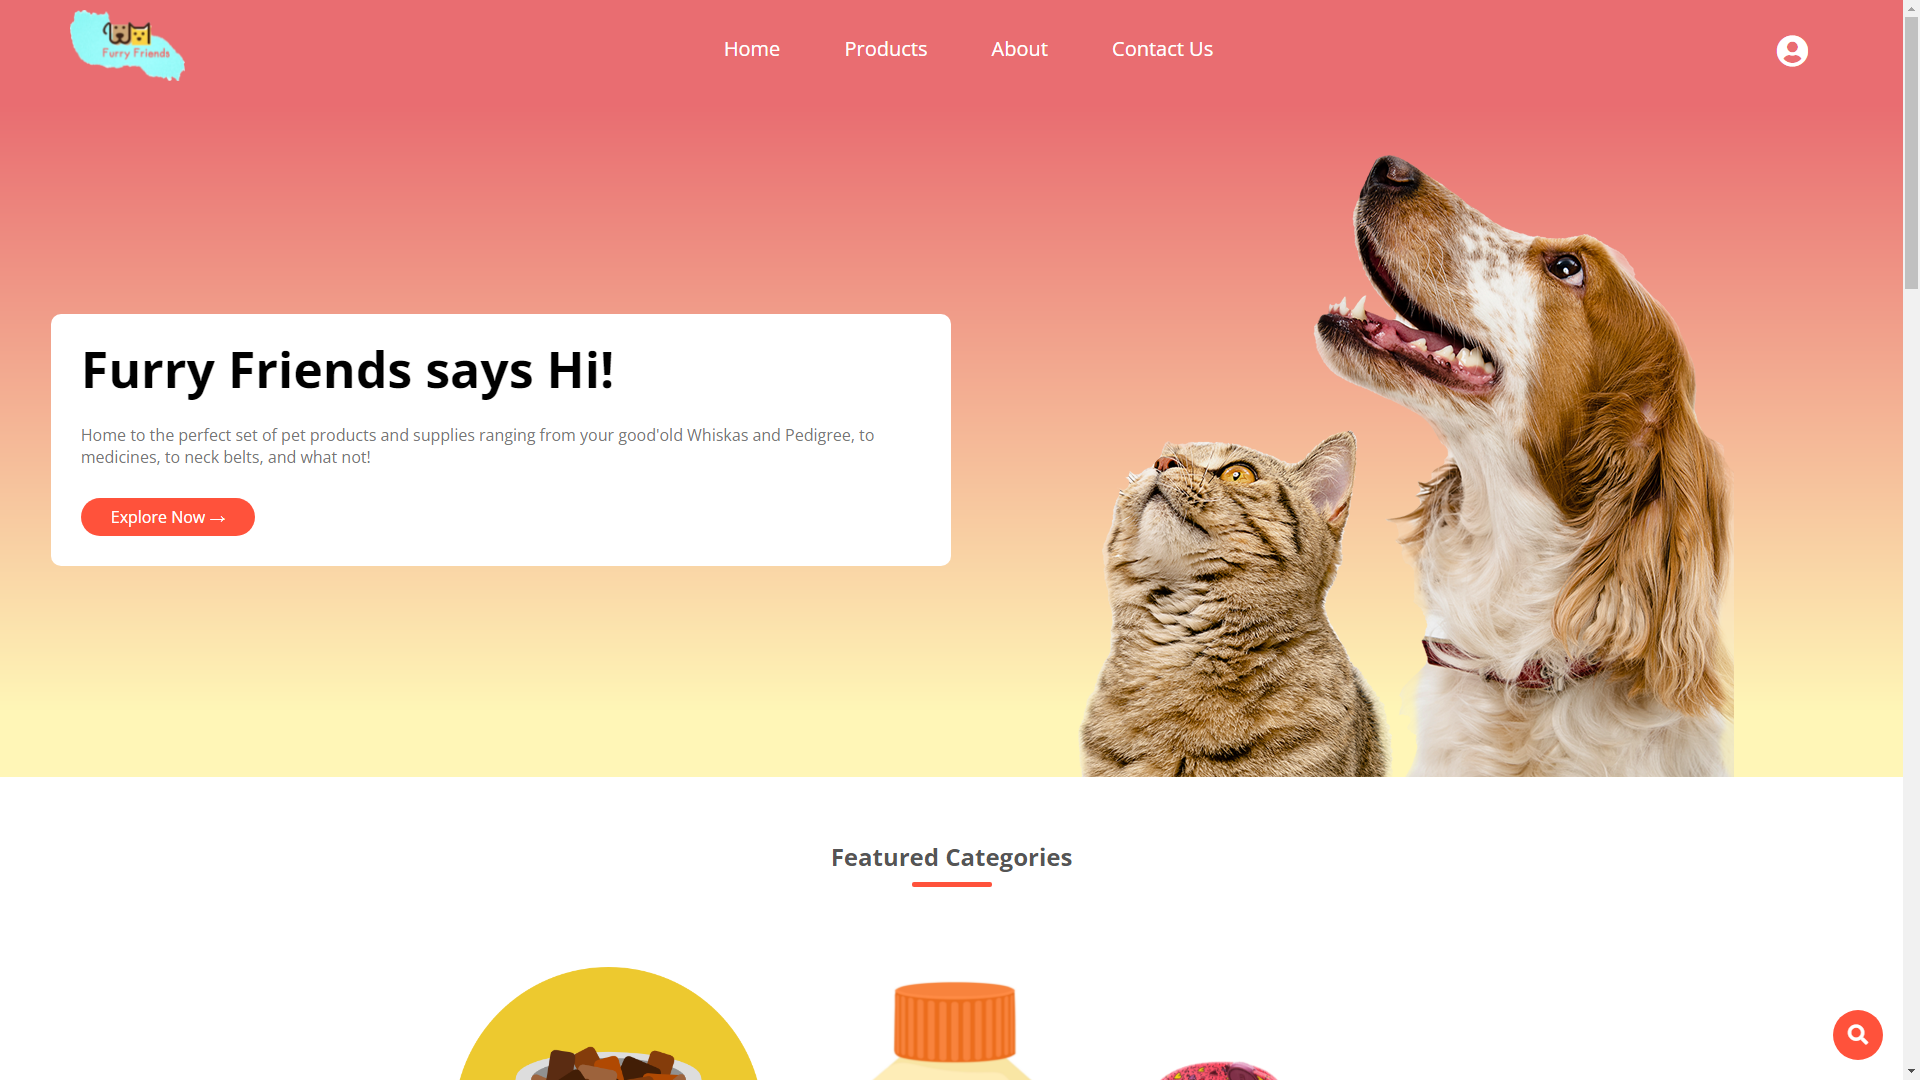 Furry Friends
Home
Products
About
Contact Us
Furry Friends says Hi!
Home to the perfect set of pet products and supplies ranging from your good'old Whiskas and Pedigree, to
medicines, to neck belts, and what not!
Explore Now →
Featured Categories